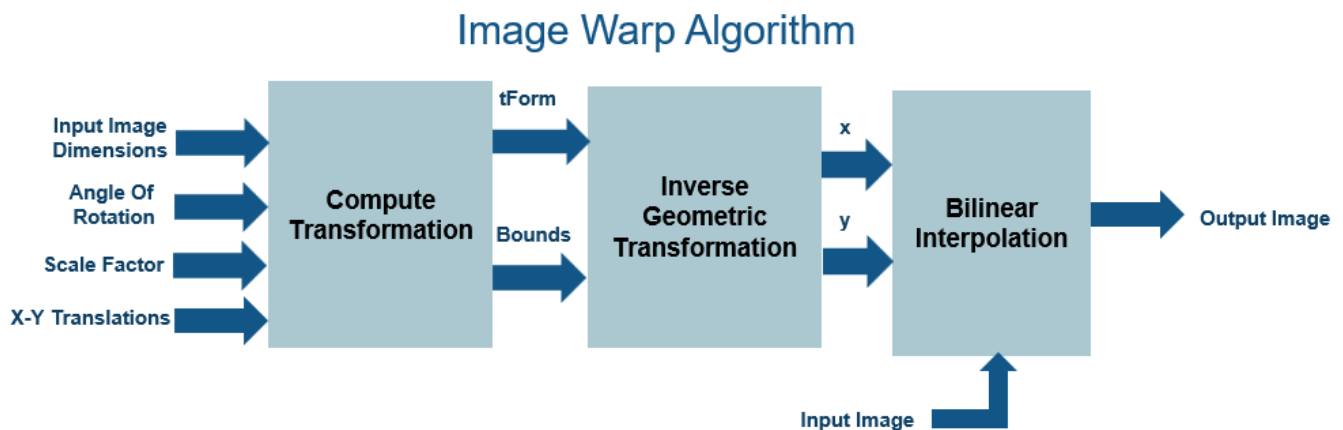 Image Warp Algorithm
Input Image
Dimensions
Angle Of
Rotation
Scale Factor
X-Y Translations
Compute
Transformation
tForm
Bounds
Inverse
Geometric
Transformation
x
y
Bilinear
Interpolation
Output Image
Input Image